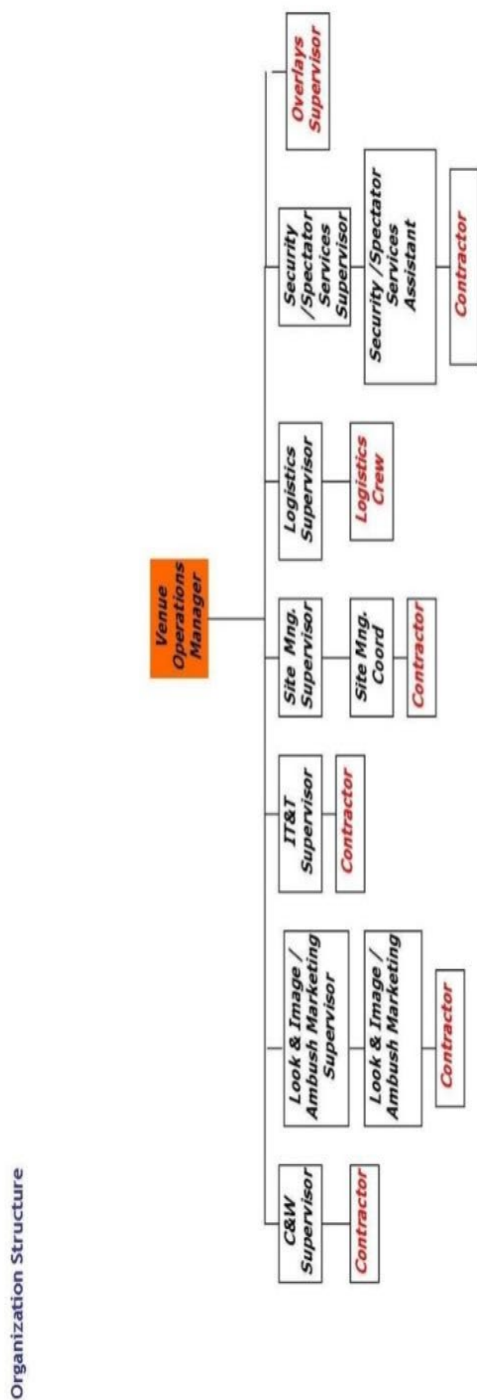 Organization Structure
Venue
Operations
Manager
C&W
Supervisor
Contractor
Look & Image /
Ambush Marketing
Supervisor
Look & Image /
Ambush Marketing
Contractor
IT&T
Supervisor
Contractor
Site Mng.
Supervisor
Site Mng.
Coord
Contractor
Logistics
Supervisor
Logistics
Crew
Security
/Spectator
Services
Supervisor
Security /Spectator
Services
Assistant
Contractor
Overlays
Supervisor